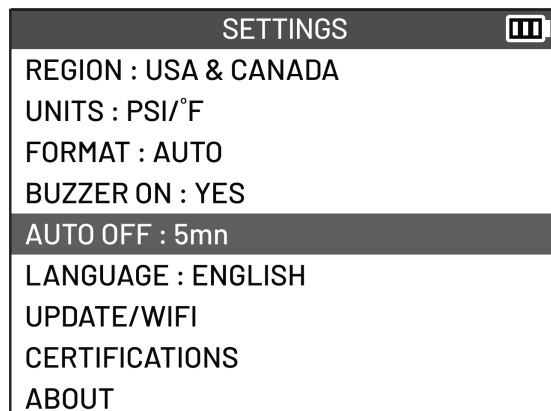 SETTINGS
REGION : USA & CANADA
UNITS : PSI/°F
FORMAT : AUTO
BUZZER ON : YES
AUTO OFF : 5mn
LANGUAGE : ENGLISH
UPDATE/WIFI
CERTIFICATIONS
ABOUT